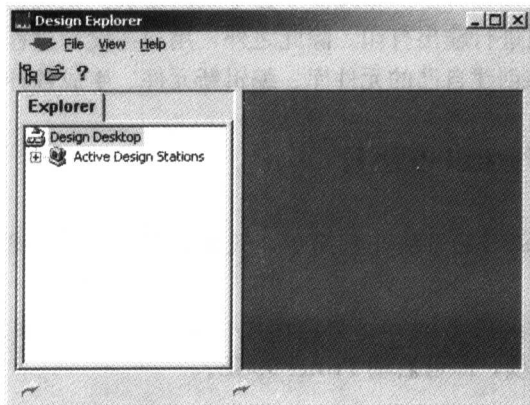 Design Explorer
File View Help
?
Explorer
Design Desktop
Active Design Stations